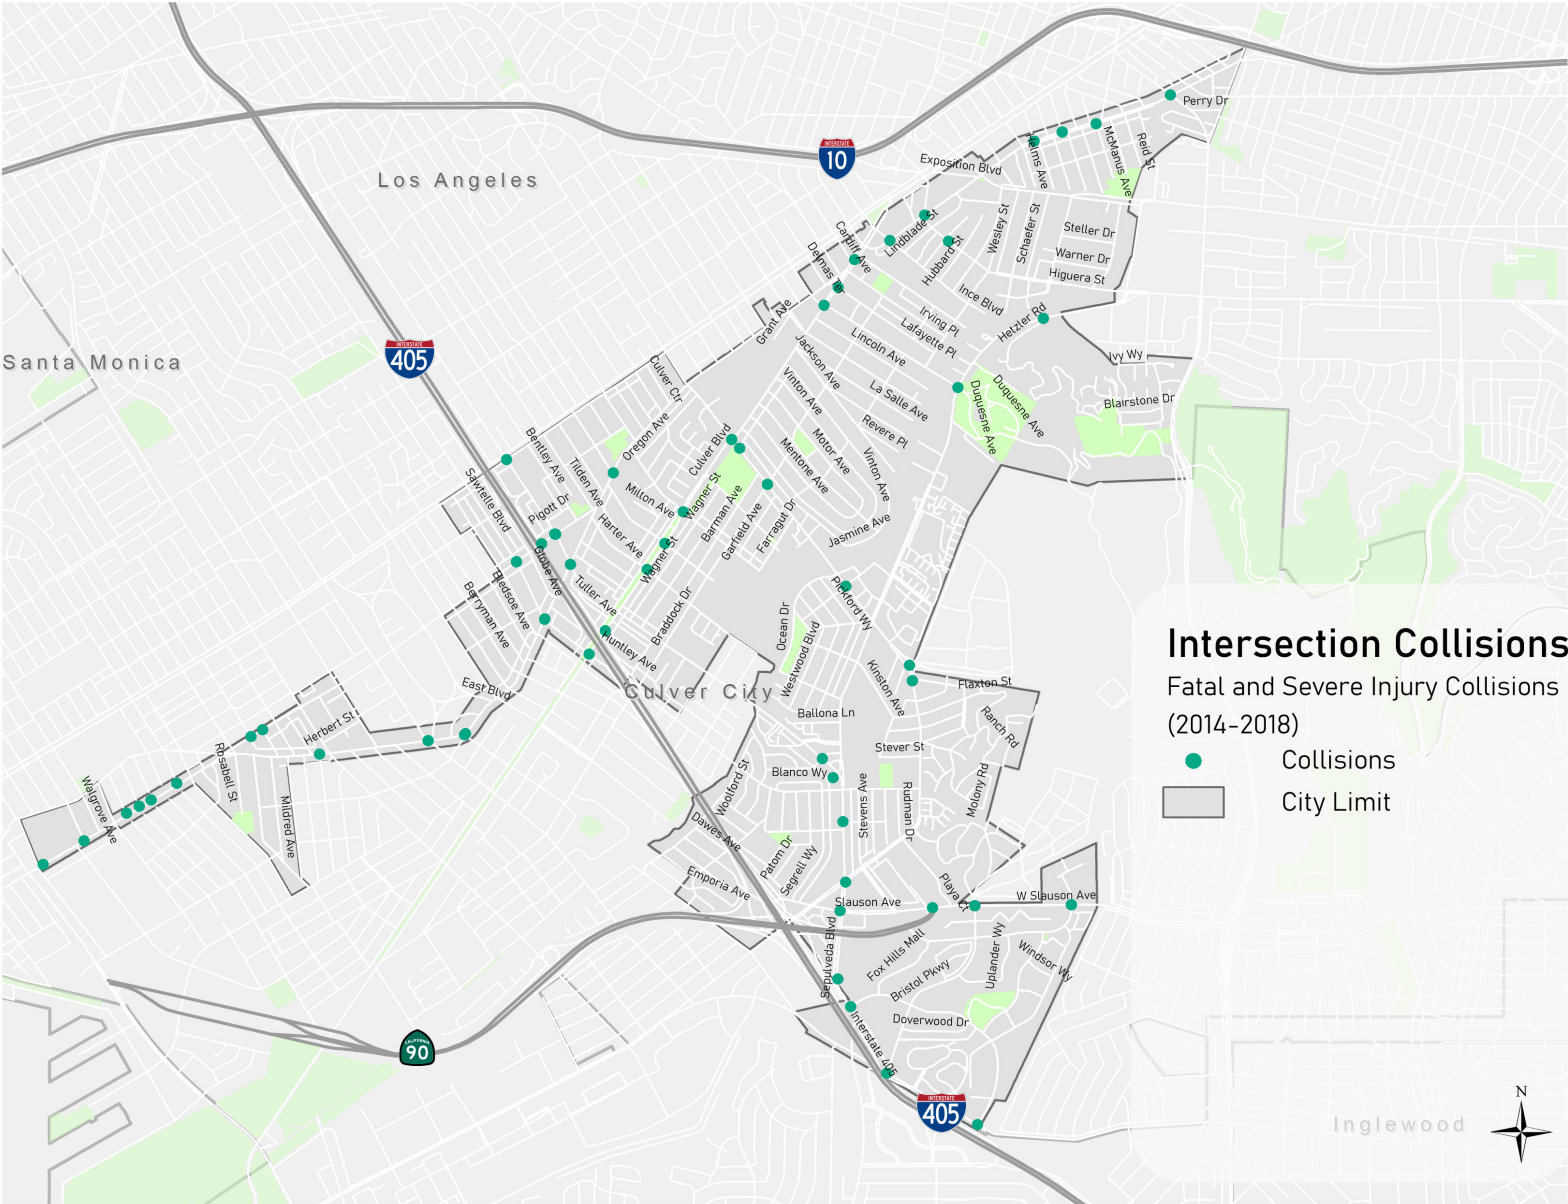 INTERSTATE
10
Los Angeles
Santa Monica
INTERSTATE
405
Perry Dr
Reid St
McManus Ave
Helms Ave
Exposition Blvd
Cardiff Ave
Lindblade St
Hubbard St
Wesley St
Schaefer St
Steller Dr
Warner Dr
Higuera St
Delmas Ter
Ince Blvd
Irving Pl
Lafayette Pl
Hetzler Rd
Grant Ave
Lincoln Ave
Jackson Ave
Ivy Wy
Culver Ctr
Vinton Ave
La Salle Ave
Duquesne Ave
Duquesne Ave
Blairstone Dr
Oregon Ave
Revere Pl
Bentley Ave
Culver Blvd
Motor Ave
Mentone Ave
Vinton Ave
Tilden Ave
Sawtelle Blvd
Pigott Dr
Milton Ave
Wagner St
Barman Ave
Garfield Ave
Farragut Dr
Jasmine Ave
Harter Ave
Wagner St
Globe Ave
Tuller Ave
Bledsoe Ave
Berryman Ave
Braddock Dr
Pickford Wy
Ocean Dr
Huntley Ave
Westwood Blvd
Culver City
Kinston Ave
Flaxton St
East Blvd
Ballona Ln
Ranch Rd
Herbert St
Stever St
Rosabell St
Blanco Wy
Woolford St
Walgrove Ave
Mildred Ave
Stevens Ave
Rudman Dr
Molony Rd
Dawes Ave
Patom Dr
Segrell Wy
Emporia Ave
Playa Ct
W Slauson Ave
Slauson Ave
Sepulveda Blvd
Fox Hills Mall
Bristol Pkwy
Uplander Wy
Windsor Wy
Doverwood Dr
Interstate 405
CALIFORNIA
90
INTERSTATE
405
Inglewood
Intersection Collisions
Fatal and Severe Injury Collisions
(2014-2018)
Collisions
City Limit
N